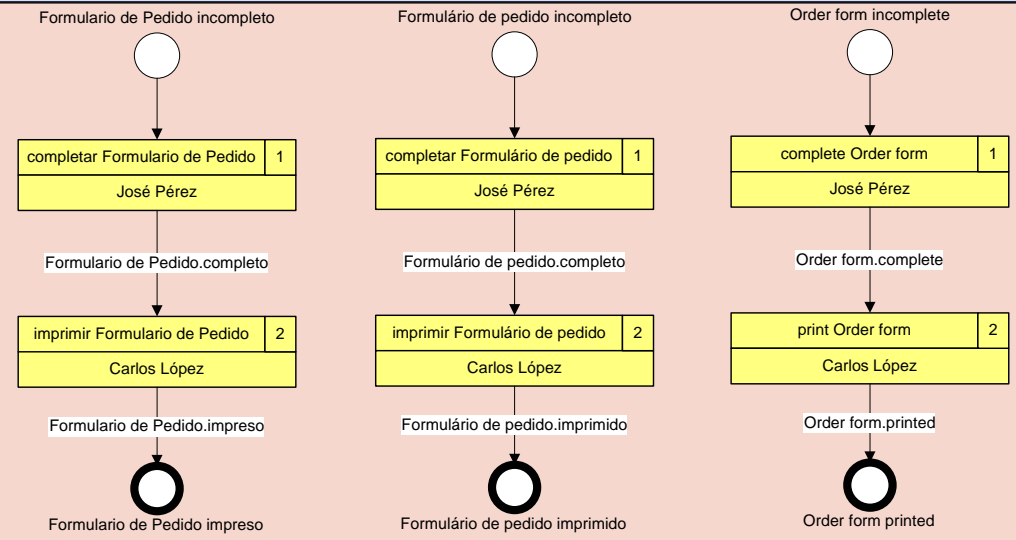 Formulario de Pedido incompleto
completar Formulario de Pedido 1
José Pérez
Formulario de Pedido.completo
imprimir Formulario de Pedido 2
Carlos López
Formulario de Pedido.impreso
Formulario de Pedido impreso
Formulário de pedido incompleto
completar Formulário de pedido 1
José Pérez
Formulário de pedido.completo
imprimir Formulário de pedido 2
Carlos López
Formulário de pedido.imprimido
Formulário de pedido imprimido
Order form incomplete
complete Order form 1
José Pérez
Order form.complete
print Order form 2
Carlos López
Order form.printed
Order form printed